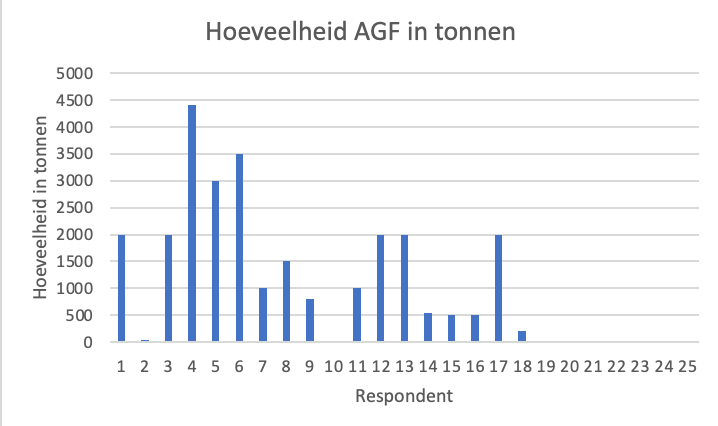 Hoeveelheid AGF in tonnen
Hoeveelheid in tonnen
5000
4500
4000
3500
3000
2500
2000
1500
1000
500
0
1 2 3 4 5 6 7 8 9 10 11 12 13 14 15 16 17 18 19 20 21 22 23 24 25
Respondent